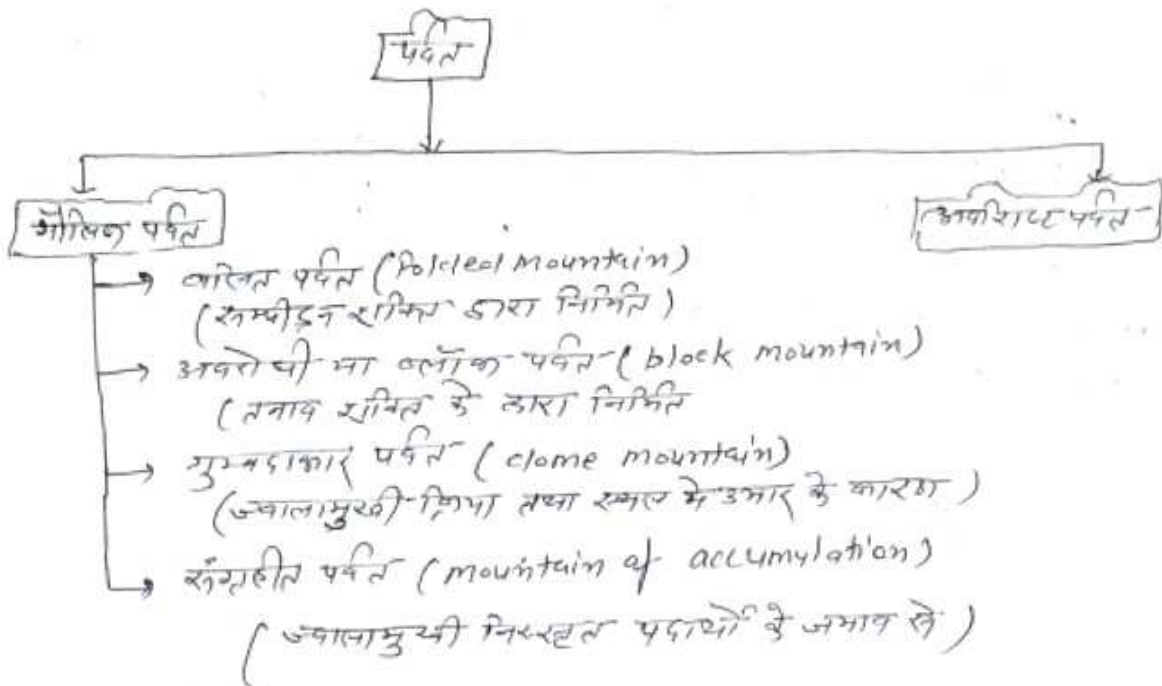 पर्वत
मौलिक पर्वत
अवशिष्ट पर्वत
वलित पर्वत (folded mountain)
(सम्पीड़न शक्ति द्वारा निर्मित)
अवरोधी या ब्लॉक पर्वत (block mountain)
(तनाव शक्ति के द्वारा निर्मित
गुम्बदाकार पर्वत (dome mountain)
(ज्वालामुखी क्रिया तथा स्थल में उभार के कारण)
संग्रहीत पर्वत (mountain of accumulation)
(ज्वालामुखी निस्सृत पदार्थों के जमाव से)